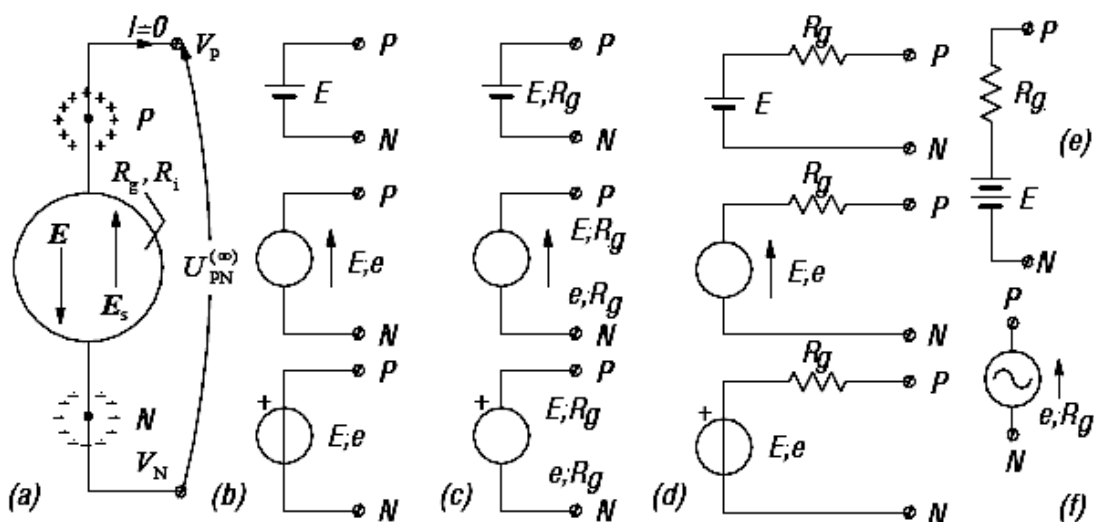 I=0
V_p
P
R_g, R_i
E
E_s
U_PN^(∞)
N
V_N
(a)
P
E
N
P
E;e
N
P
+
E;e
N
(b)
P
E;R_g
N
P
E;R_g
e;R_g
N
P
+
E;R_g
e;R_g
N
(c)
R_g
P
E
N
R_g
P
E;e
N
R_g
P
+
E;e
N
(d)
P
R_g
(e)
E
N
P
e;R_g
N
(f)